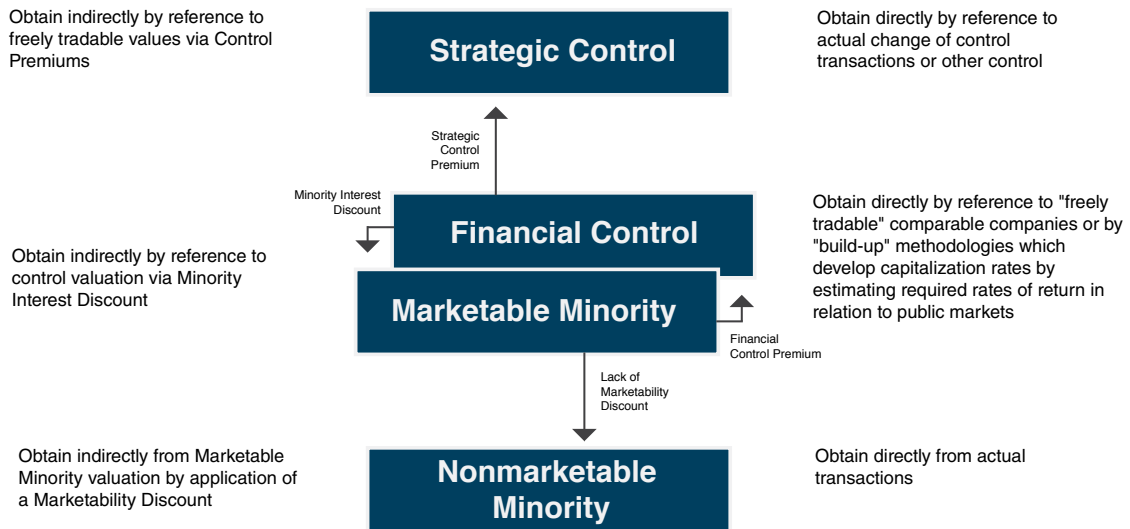 Obtain indirectly by reference to
freely tradable values via Control
Premiums
Strategic Control
Obtain directly by reference to
actual change of control
transactions or other control
Strategic
Control
Premium
Minority Interest
Discount
Financial Control
Obtain indirectly by reference to
control valuation via Minority
Interest Discount
Marketable Minority
Obtain directly by reference to "freely
tradable" comparable companies or by
"build-up" methodologies which
develop capitalization rates by
estimating required rates of return in
relation to public markets
Financial
Control Premium
Lack of
Marketability
Discount
Obtain indirectly from Marketable
Minority valuation by application of
a Marketability Discount
Nonmarketable
Minority
Obtain directly from actual
transactions